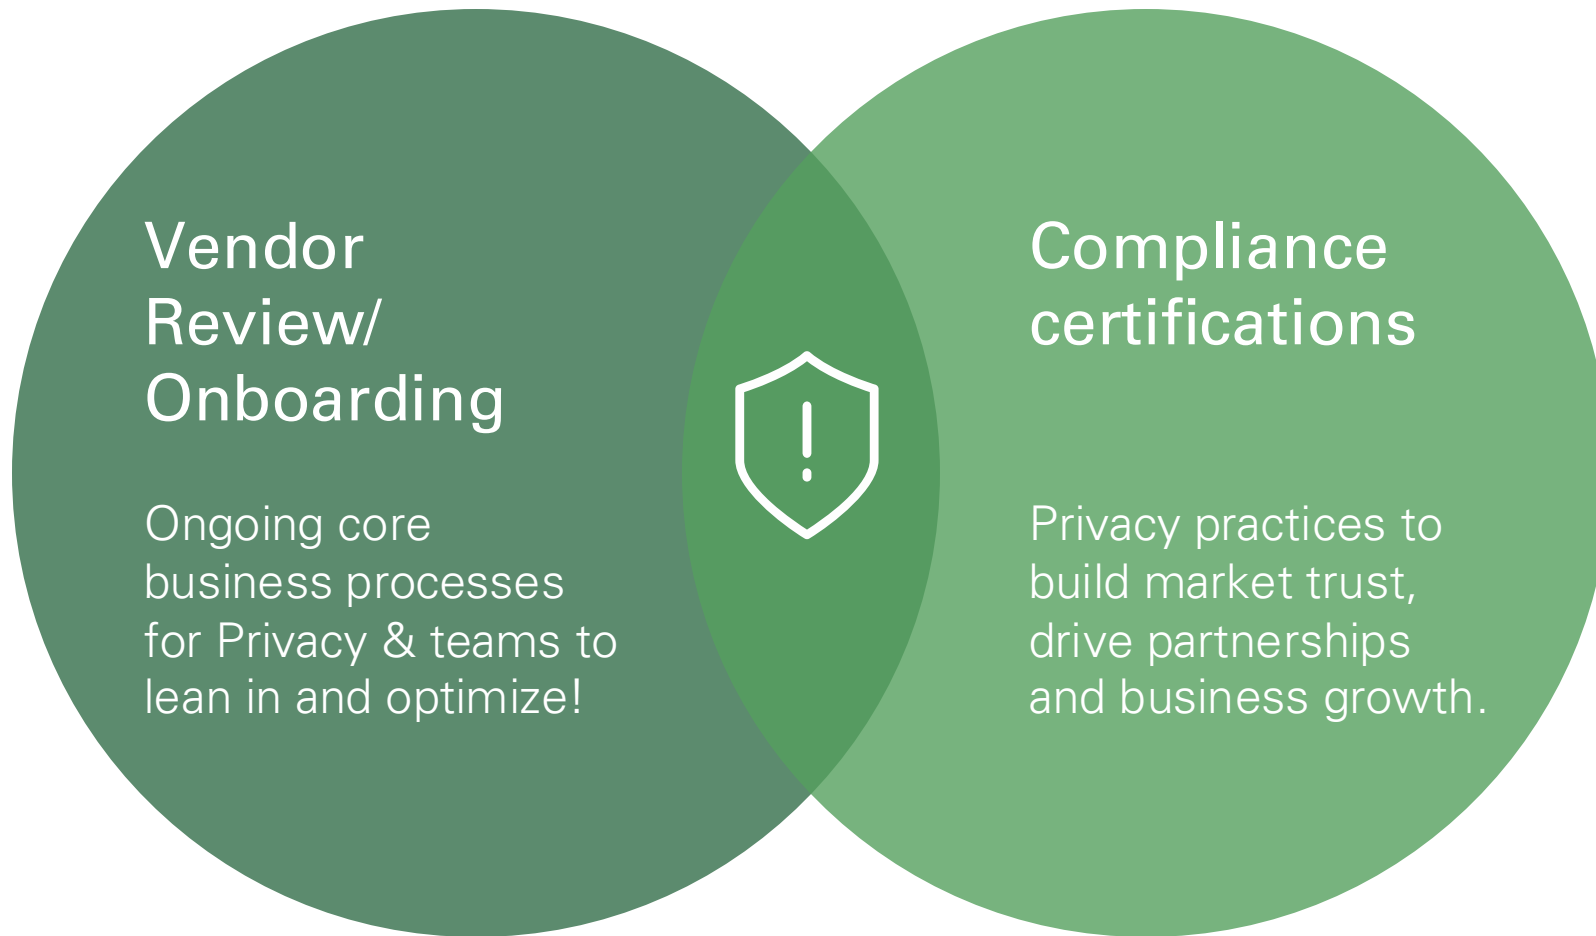 Vendor
Review/
Onboarding
Ongoing core
business processes
for Privacy & teams to
lean in and optimize!
Compliance
certifications
Privacy practices to
build market trust,
drive partnerships
and business growth.